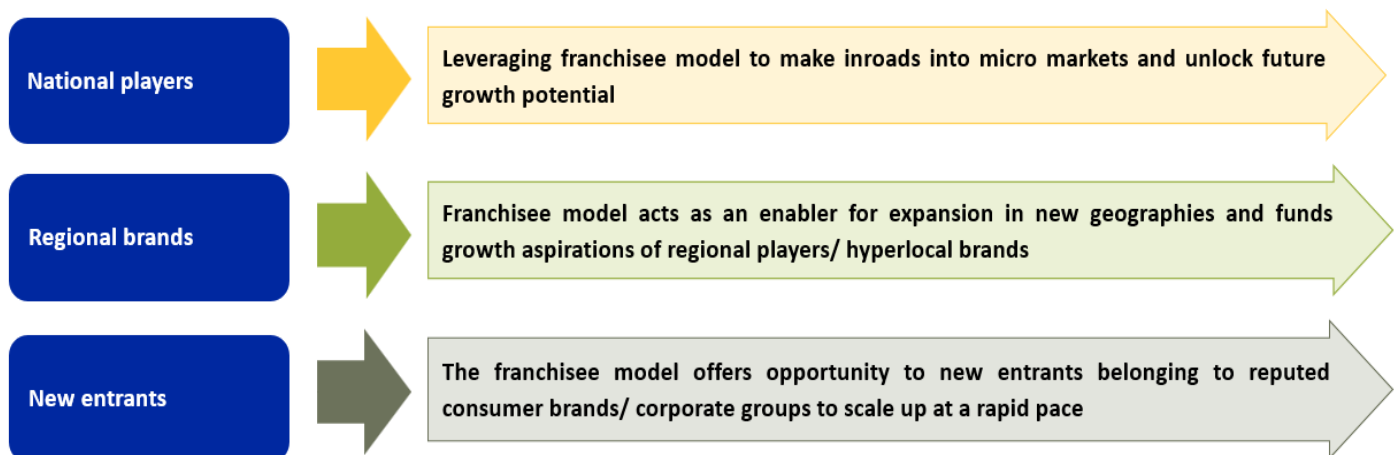 National players
Leveraging franchisee model to make inroads into micro markets and unlock future
growth potential
Regional brands
Franchisee model acts as an enabler for expansion in new geographies and funds
growth aspirations of regional players/ hyperlocal brands
New entrants
The franchisee model offers opportunity to new entrants belonging to reputed
consumer brands/ corporate groups to scale up at a rapid pace